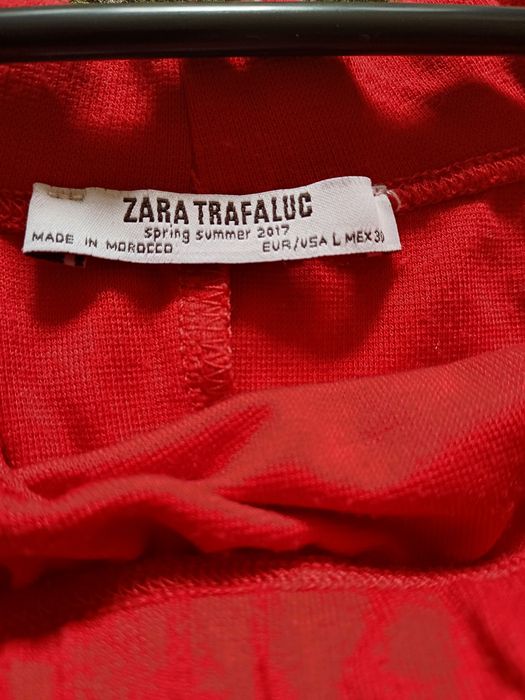 ZARA TRAFALUC
spring summer 2017
MADE IN MOROCCO EUR/USA L MEX 30